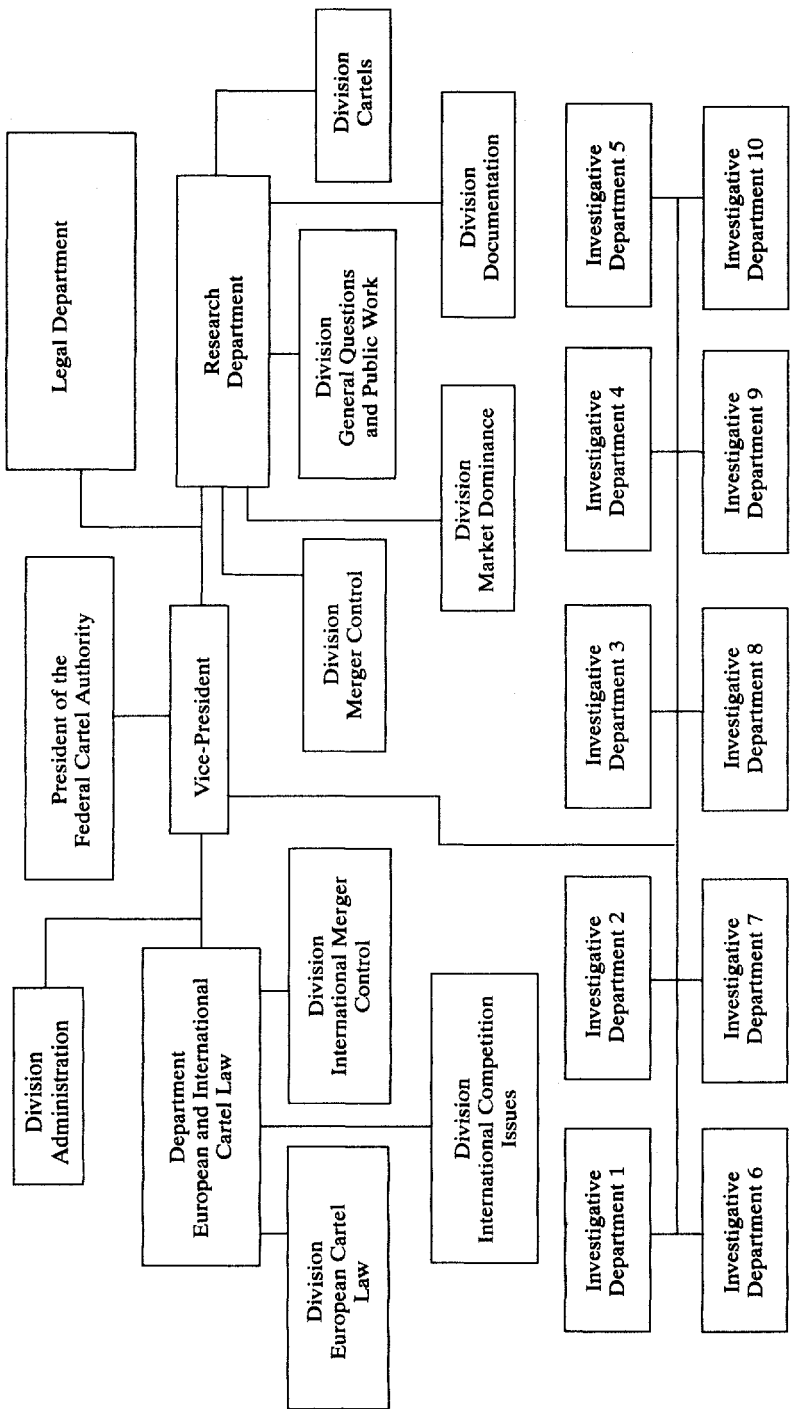 President of the
Federal Cartel Authority
Division
Administration
Legal Department
Vice-President
Department
European and International
Cartel Law
Research
Department
Division
European Cartel
Law
Division
International Merger
Control
Division
International Competition
Issues
Division
Merger Control
Division
General Questions
and Public Work
Division
Cartels
Division
Market Dominance
Division
Documentation
Investigative
Department 1
Investigative
Department 2
Investigative
Department 3
Investigative
Department 4
Investigative
Department 5
Investigative
Department 6
Investigative
Department 7
Investigative
Department 8
Investigative
Department 9
Investigative
Department 10